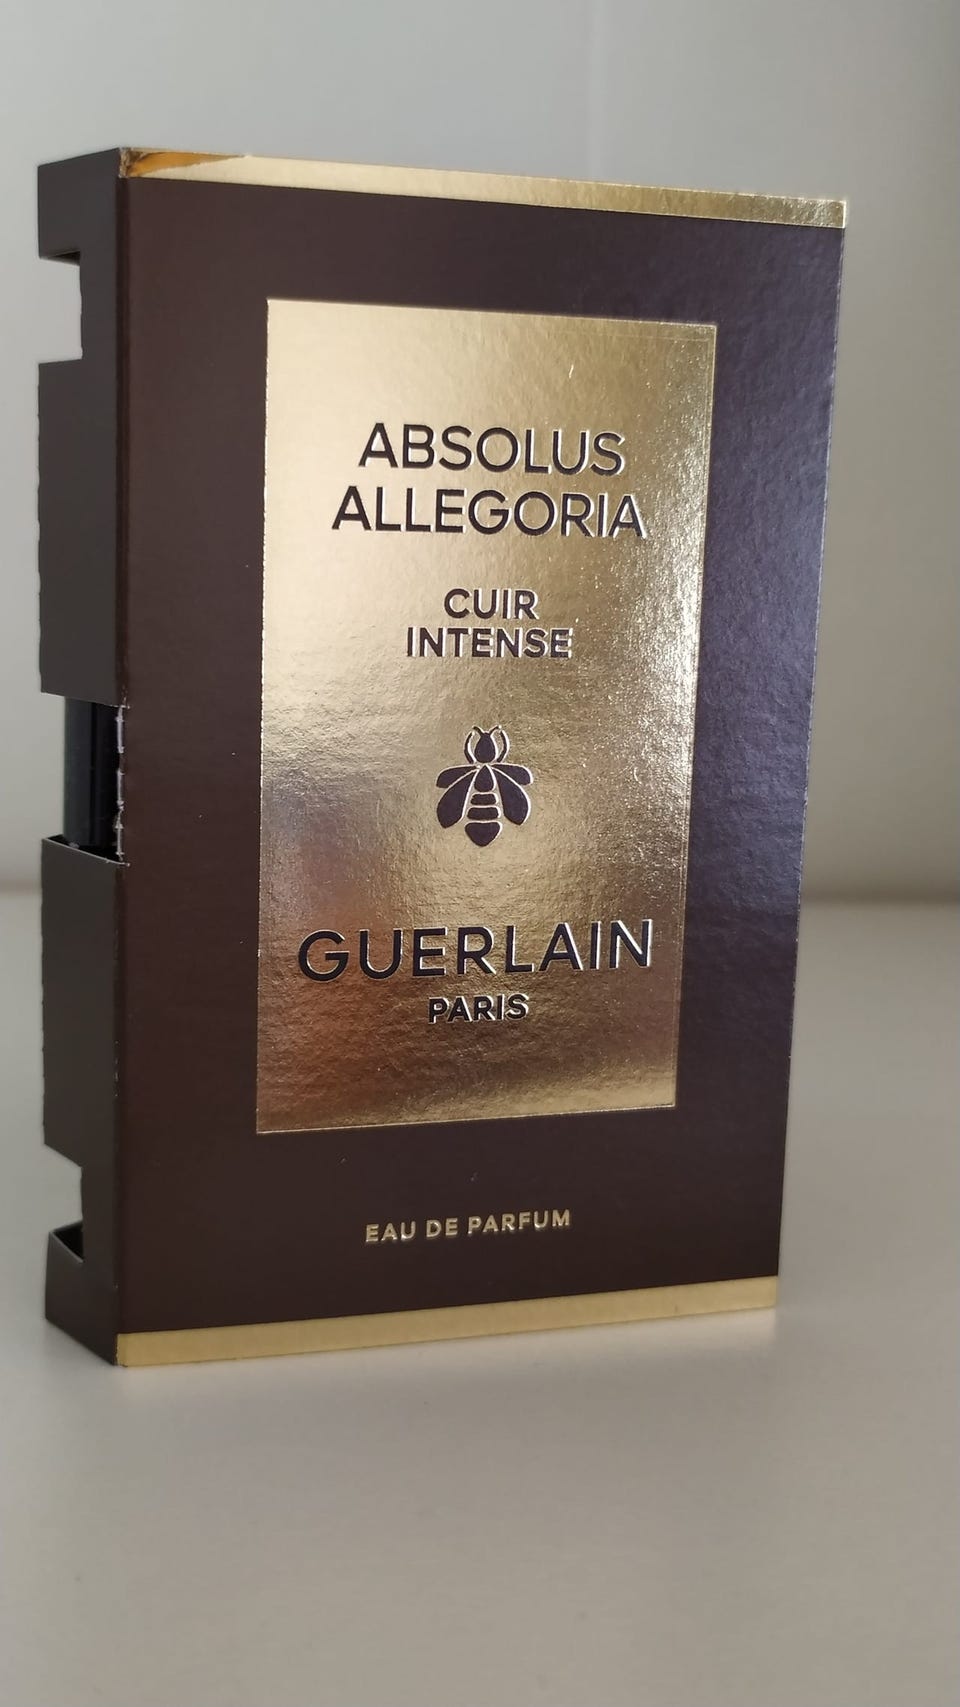 ABSOLUS
ALLEGORIA
CUIR
INTENSE
GUERLAIN
PARIS
EAU DE PARFUM